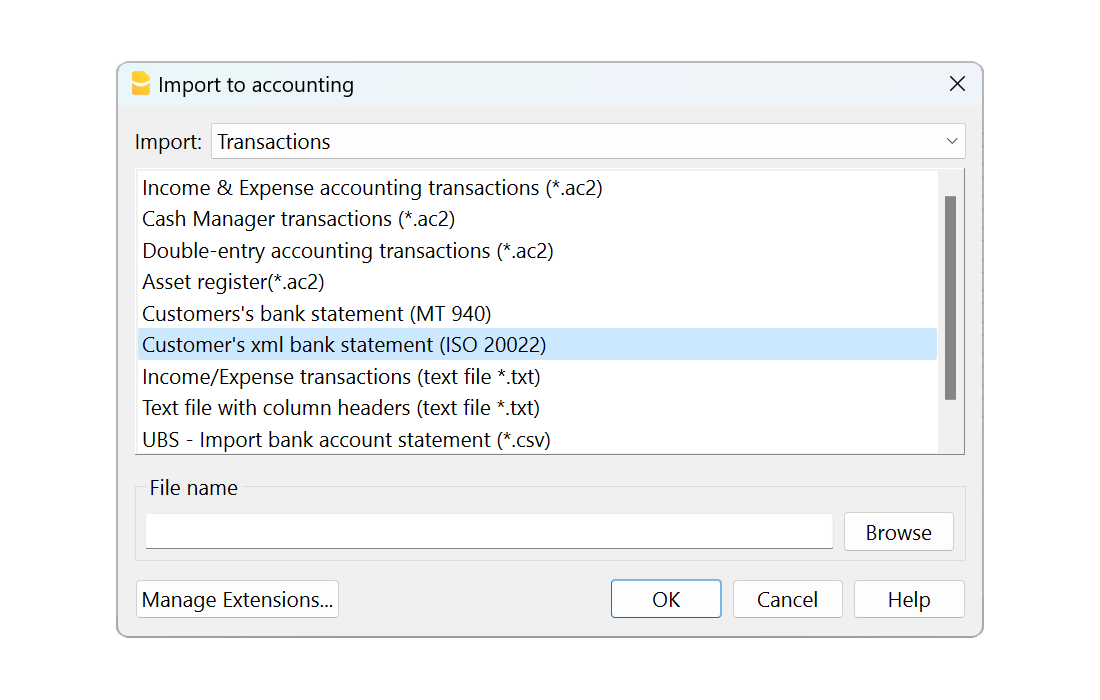 Import to accounting
Import: Transactions
Income & Expense accounting transactions (*.ac2)
Cash Manager transactions (*.ac2)
Double-entry accounting transactions (*.ac2)
Asset register(*.ac2)
Customers's bank statement (MT 940)
Customer's xml bank statement (ISO 20022)
Income/Expense transactions (text file *.txt)
Text file with column headers (text file *.txt)
UBS - Import bank account statement (*.csv)
File name
Browse
Manage Extensions... OK Cancel Help